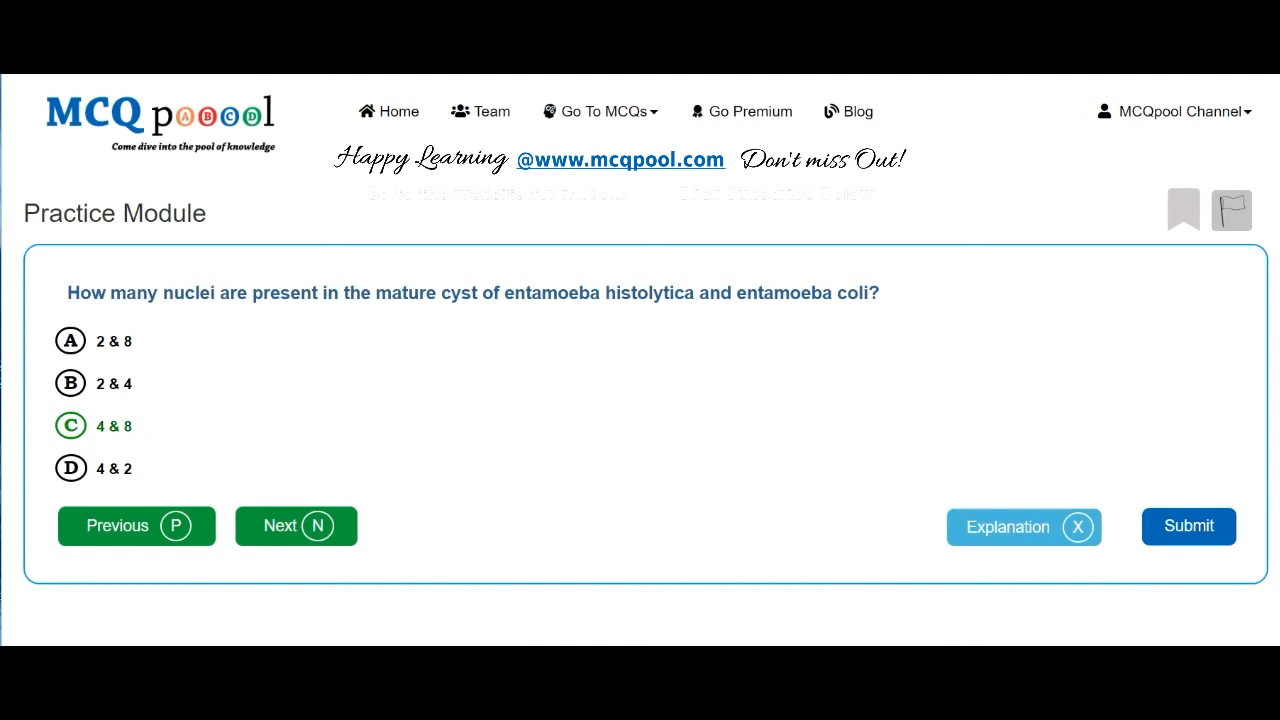 MCQ pooool
Come dive into the pool of knowledge
Home Team Go To MCQs Go Premium Blog MCQpool Channel
Happy Learning @www.mcqpool.com Don't miss Out!
Practice Module
How many nuclei are present in the mature cyst of entamoeba histolytica and entamoeba coli?
A 2 & 8
B 2 & 4
C 4 & 8
D 4 & 2
Previous P Next N Explanation X Submit